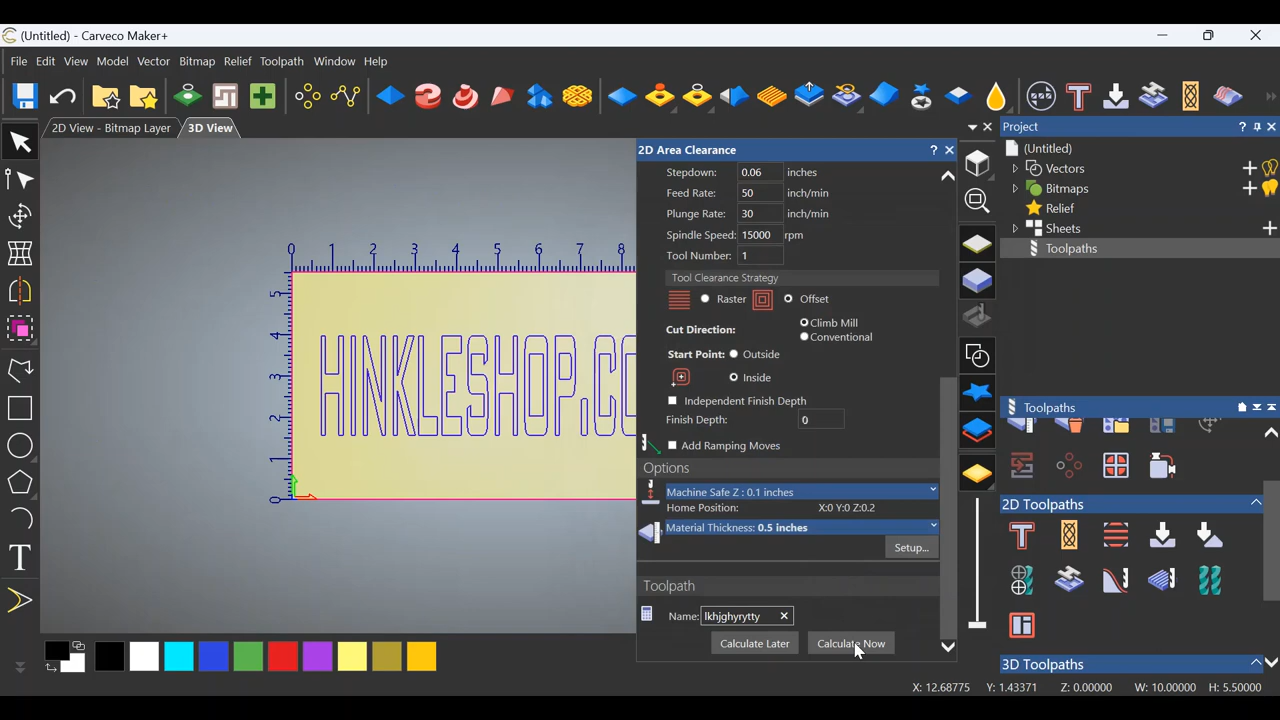 (Untitled) - Carveco Maker+
File Edit View Model Vector Bitmap Relief Toolpath Window Help
2D View - Bitmap Layer 3D View
0 1 2 3 4 5 6 7 8
5
4
3
2
1
0
HINKLESHOP.CO
2D Area Clearance ?
Stepdown: 0.06 inches
Feed Rate: 50 inch/min
Plunge Rate: 30 inch/min
Spindle Speed: 15000 rpm
Tool Number: 1
Tool Clearance Strategy
Raster Offset
Cut Direction: Climb Mill
Conventional
Start Point: Outside
Inside
Independent Finish Depth
Finish Depth: 0
Add Ramping Moves
Options
Machine Safe Z : 0.1 inches
Home Position: X:0 Y:0 Z:0.2
Material Thickness: 0.5 inches
Setup...
Toolpath
Name: lkhjghyrytty
Calculate Later Calculate Now
Project ?
(Untitled)
Vectors
Bitmaps
Relief
Sheets
Toolpaths
Toolpaths
2D Toolpaths
3D Toolpaths
X: 12.68775 Y: 1.43371 Z: 0.00000 W: 10.00000 H: 5.50000